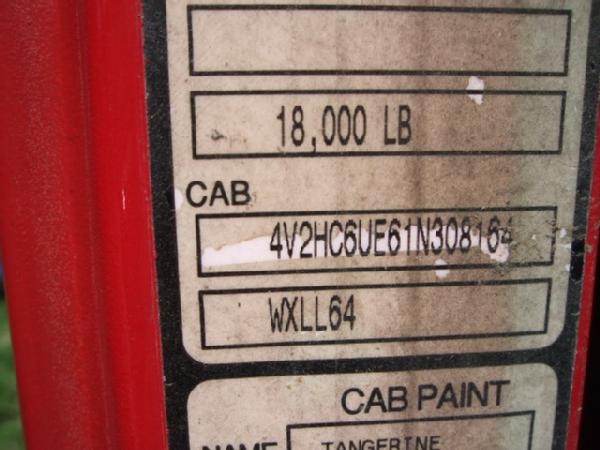 18,000 LB
CAB
4V2HC6UE61N308164
WXLL64
CAB PAINT
NAME TANGERINE